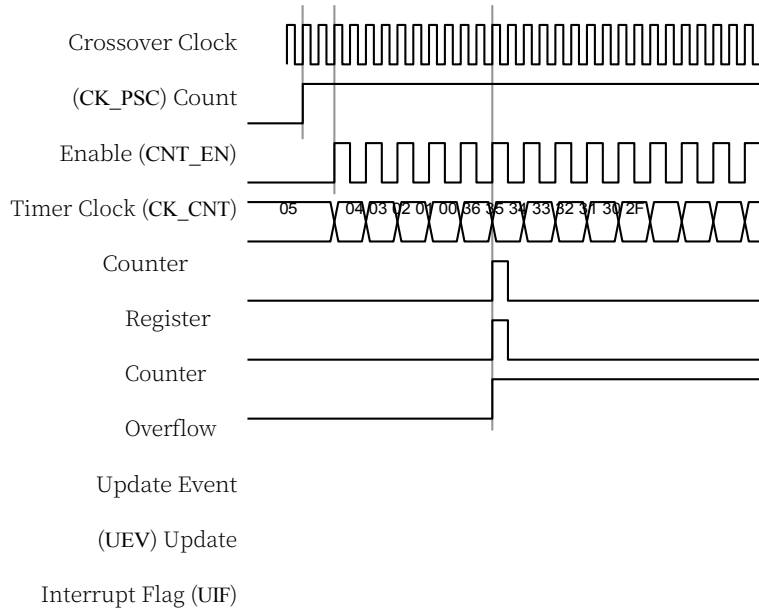 Crossover Clock
(CK_PSC) Count
Enable (CNT_EN)
Timer Clock (CK_CNT)
05 04 03 02 01 00 36 35 34 33 32 31 30 2F
Counter
Register
Counter
Overflow
Update Event
(UEV) Update
Interrupt Flag (UIF)